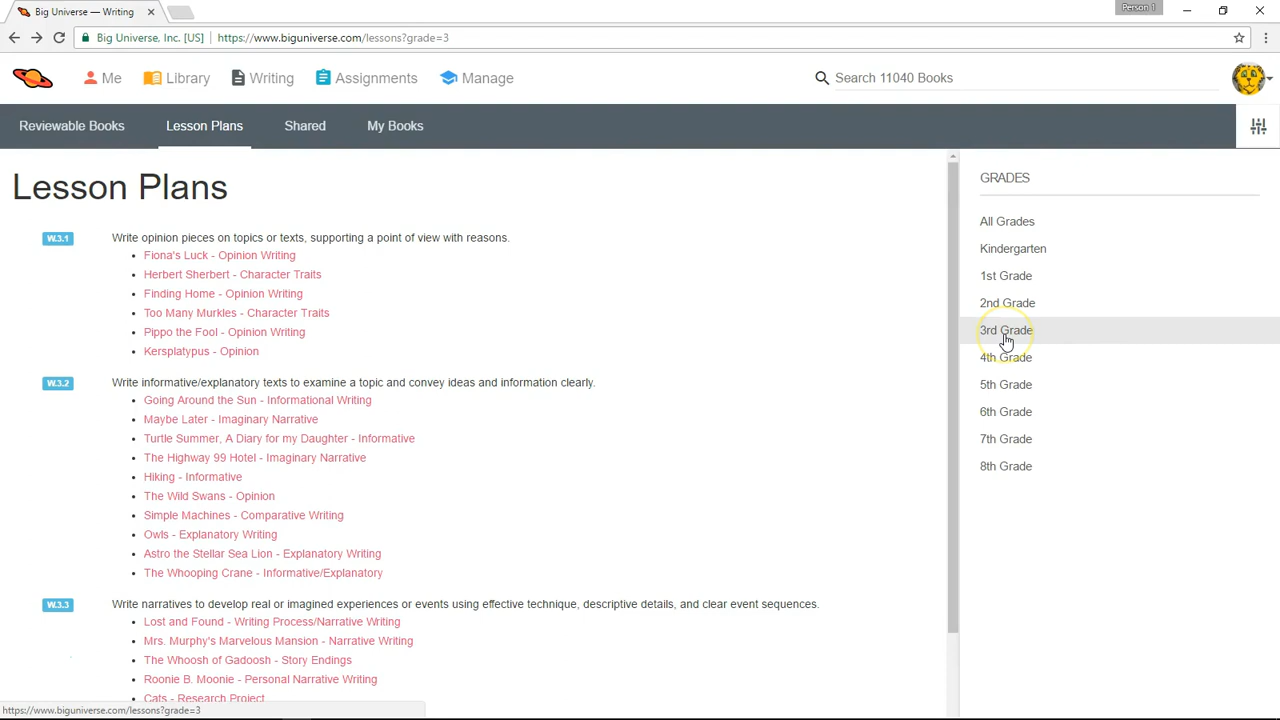 Big Universe — Writing
Person 1
Big Universe, Inc. [US] | https://www.biguniverse.com/lessons?grade=3
Me Library Writing Assignments Manage Search 11040 Books
Reviewable Books Lesson Plans Shared My Books
Lesson Plans
W.3.1 Write opinion pieces on topics or texts, supporting a point of view with reasons.
• Fiona's Luck - Opinion Writing
• Herbert Sherbert - Character Traits
• Finding Home - Opinion Writing
• Too Many Murkles - Character Traits
• Pippo the Fool - Opinion Writing
• Kersplatypus - Opinion
W.3.2 Write informative/explanatory texts to examine a topic and convey ideas and information clearly.
• Going Around the Sun - Informational Writing
• Maybe Later - Imaginary Narrative
• Turtle Summer, A Diary for my Daughter - Informative
• The Highway 99 Hotel - Imaginary Narrative
• Hiking - Informative
• The Wild Swans - Opinion
• Simple Machines - Comparative Writing
• Owls - Explanatory Writing
• Astro the Stellar Sea Lion - Explanatory Writing
• The Whooping Crane - Informative/Explanatory
W.3.3 Write narratives to develop real or imagined experiences or events using effective technique, descriptive details, and clear event sequences.
• Lost and Found - Writing Process/Narrative Writing
• Mrs. Murphy's Marvelous Mansion - Narrative Writing
• The Whoosh of Gadoosh - Story Endings
• Roonie B. Moonie - Personal Narrative Writing
• Cats - Research Project
GRADES
All Grades
Kindergarten
1st Grade
2nd Grade
3rd Grade
4th Grade
5th Grade
6th Grade
7th Grade
8th Grade
https://www.biguniverse.com/lessons?grade=3